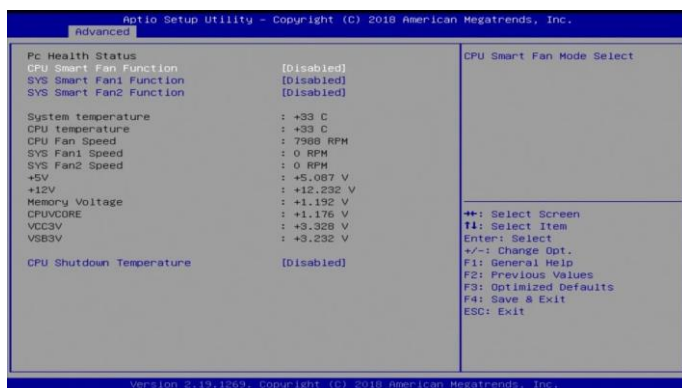 Aptio Setup Utility – Copyright (C) 2018 American Megatrends, Inc.
Advanced
Pc Health Status
CPU Smart Fan Function [Disabled]
SYS Smart Fan1 Function [Disabled]
SYS Smart Fan2 Function [Disabled]
System temperature : +33 C
CPU temperature : +33 C
CPU Fan Speed : 7988 RPM
SYS Fan1 Speed : 0 RPM
SYS Fan2 Speed : 0 RPM
+5V : +5.087 V
+12V : +12.232 V
Memory Voltage : +1.192 V
CPUVCORE : +1.176 V
VCC3V : +3.328 V
VSB3V : +3.232 V
CPU Shutdown Temperature [Disabled]
CPU Smart Fan Mode Select
→←: Select Screen
↑↓: Select Item
Enter: Select
+/-: Change Opt.
F1: General Help
F2: Previous Values
F3: Optimized Defaults
F4: Save & Exit
ESC: Exit
Version 2.19.1269. Copyright (C) 2018 American Megatrends, Inc.